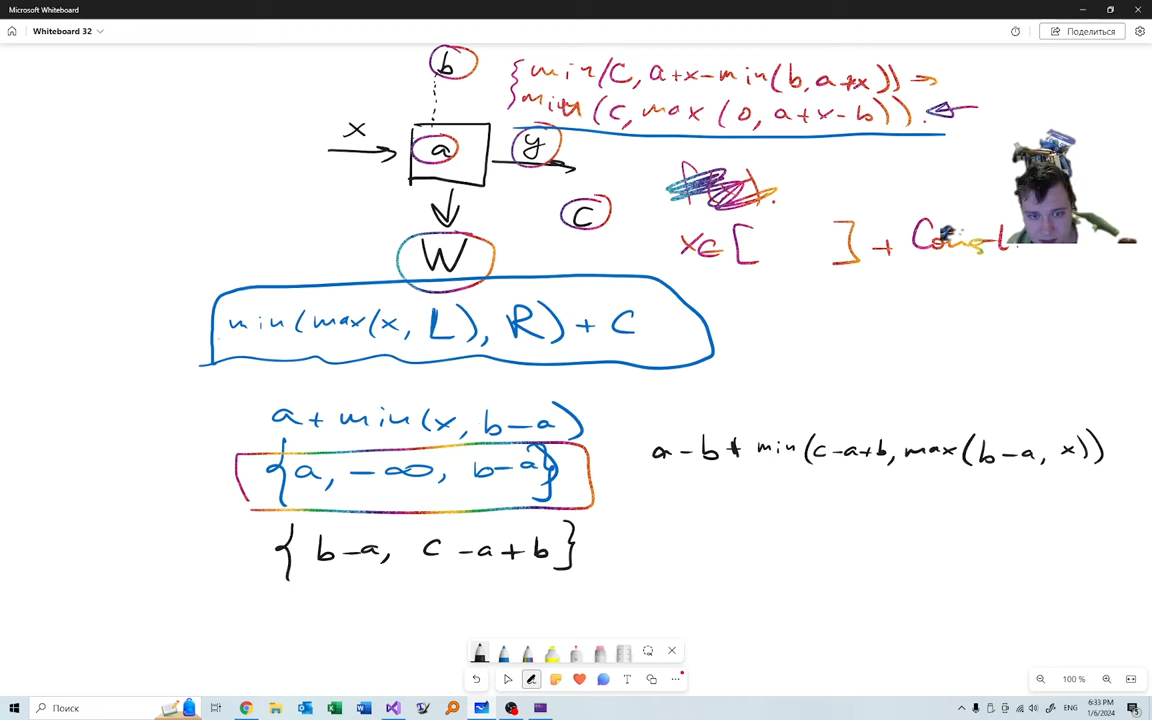 Microsoft Whiteboard
Whiteboard 32
Поделиться
b
{min(C, a+x-min(b, a+x)) →
}min(C, max(0, a+x-b)). ←
x
a
y
C
W
x∈[ ] + Const
min(max(x, L), R) + C
a + min(x, b-a)
{a, -∞, b-a}
a-b + min(c-a+b, max(b-a, x))
{b-a, c-a+b}
100 %
Поиск
ENG
6:33 PM
1/6/2024